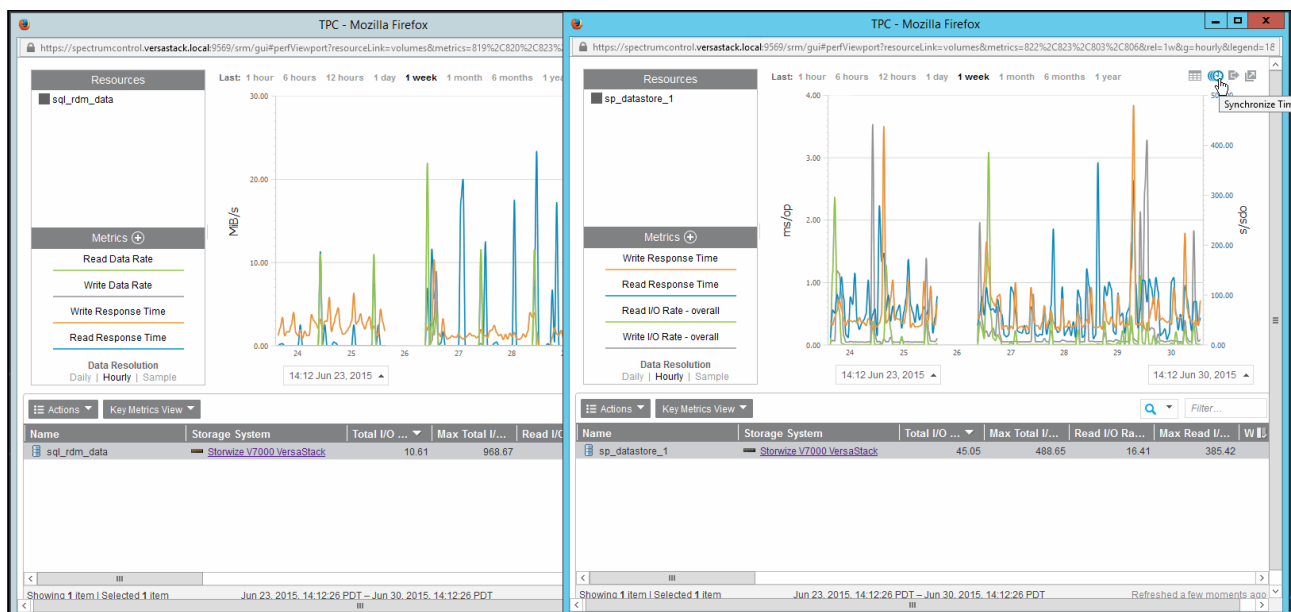 TPC - Mozilla Firefox
https://spectrumcontrol.versastack.local:9569/srm/gui#perfViewport?resourceLink=volumes&metrics=819%2C820%2C823%
Resources
sql_rdm_data
Last: 1 hour 6 hours 12 hours 1 day 1 week 1 month 6 months 1 yea
30.00
20.00
10.00
0.00
MiB/s
24 25 26 27 28
14:12 Jun 23, 2015
Metrics
Read Data Rate
Write Data Rate
Write Response Time
Read Response Time
Data Resolution
Daily | Hourly | Sample
Actions Key Metrics View
Name Storage System Total I/O ... Max Total I/... Read I/O
sql_rdm_data Storwize V7000 VersaStack 10.61 968.67
Showing 1 item | Selected 1 item Jun 23, 2015, 14:12:26 PDT – Jun 30, 2015, 14:12:26 PDT
TPC - Mozilla Firefox
https://spectrumcontrol.versastack.local:9569/srm/gui#perfViewport?resourceLink=volumes&metrics=822%2C823%2C803%2C806&rel=1w&g=hourly&legend=18
Resources
sp_datastore_1
Last: 1 hour 6 hours 12 hours 1 day 1 week 1 month 6 months 1 year
Synchronize Tim
4.00
3.00
2.00
1.00
0.00
ms/op
400.00
300.00
200.00
100.00
0.00
ops/s
24 25 26 27 28 29 30
14:12 Jun 23, 2015 14:12 Jun 30, 2015
Metrics
Write Response Time
Read Response Time
Read I/O Rate - overall
Write I/O Rate - overall
Data Resolution
Daily | Hourly | Sample
Actions Key Metrics View Filter...
Name Storage System Total I/O ... Max Total I/... Read I/O Ra... Max Read I/... W
sp_datastore_1 Storwize V7000 VersaStack 45.05 488.65 16.41 385.42
Showing 1 item | Selected 1 item Jun 23, 2015, 14:12:26 PDT – Jun 30, 2015, 14:12:26 PDT Refreshed a few moments ago